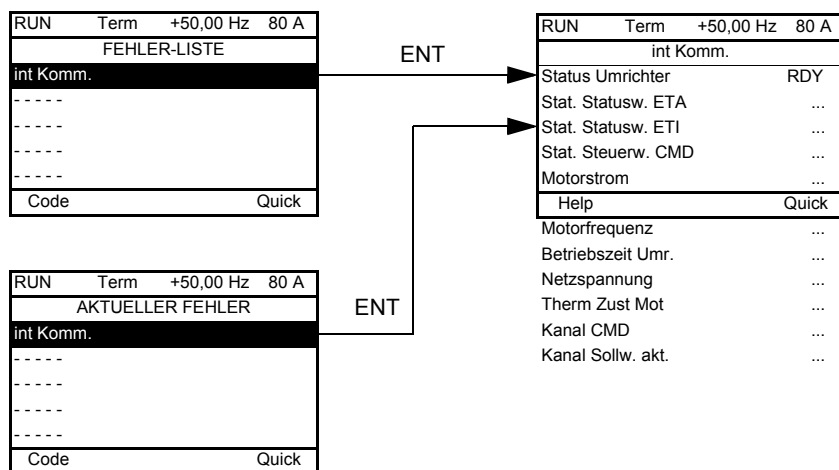 RUN Term +50,00 Hz 80 A
FEHLER-LISTE
int Komm.
- - - - -
- - - - -
- - - - -
- - - - -
Code Quick
ENT
RUN Term +50,00 Hz 80 A
AKTUELLER FEHLER
int Komm.
- - - - -
- - - - -
- - - - -
- - - - -
Code Quick
ENT
RUN Term +50,00 Hz 80 A
int Komm.
Status Umrichter RDY
Stat. Statusw. ETA ...
Stat. Statusw. ETI ...
Stat. Steuerw. CMD ...
Motorstrom ...
Help Quick
Motorfrequenz ...
Betriebszeit Umr. ...
Netzspannung ...
Therm Zust Mot ...
Kanal CMD ...
Kanal Sollw. akt. ...